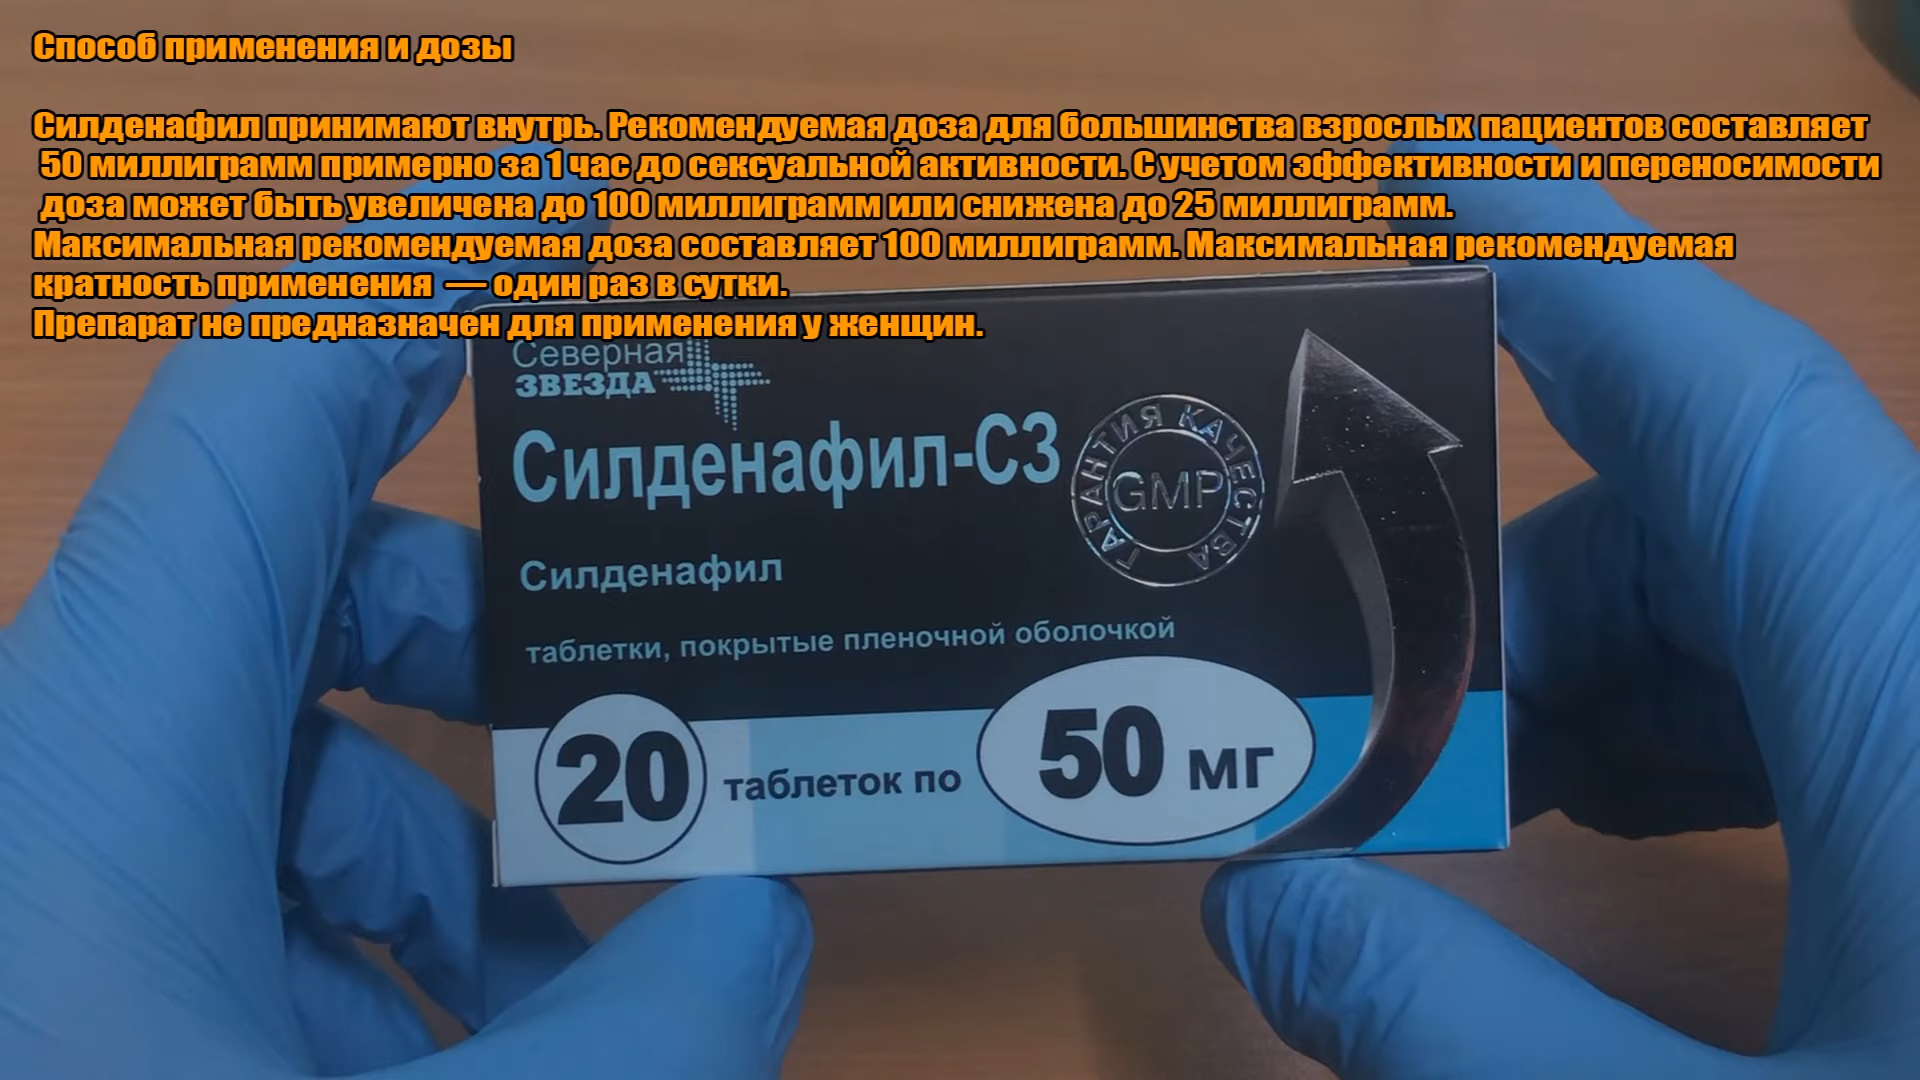 Способ применения и дозы
Силденафил принимают внутрь. Рекомендуемая доза для большинства взрослых пациентов составляет
50 миллиграмм примерно за 1 час до сексуальной активности. С учетом эффективности и переносимости
доза может быть увеличена до 100 миллиграмм или снижена до 25 миллиграмм.
Максимальная рекомендуемая доза составляет 100 миллиграмм. Максимальная рекомендуемая
кратность применения — один раз в сутки.
Препарат не предназначен для применения у женщин.
Северная
ЗВЕЗДА
Силденафил-СЗ
ГАРАНТИЯ КАЧЕСТВА
GMP
Силденафил
таблетки, покрытые пленочной оболочкой
20 таблеток по 50 мг